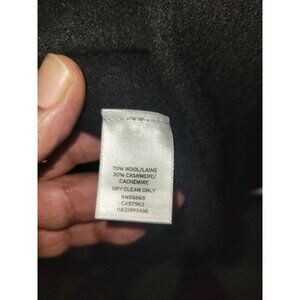 70% WOOL/LAINE
30% CASHMERE/
CACHEMIRE
DRY CLEAN ONLY
RN58865
CA57963